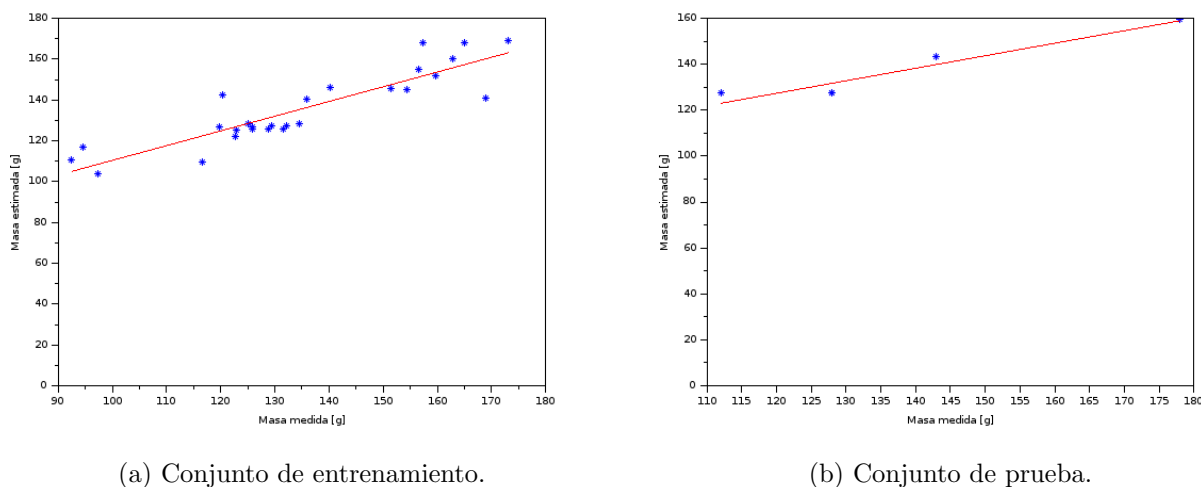 180
160
140
120
100
80
60
40
20
0
Masa estimada [g]
90 100 110 120 130 140 150 160 170 180
Masa medida [g]
(a) Conjunto de entrenamiento.
160
140
120
100
80
60
40
20
0
Masa estimada [g]
110 115 120 125 130 135 140 145 150 155 160 165 170 175 180
Masa medida [g]
(b) Conjunto de prueba.